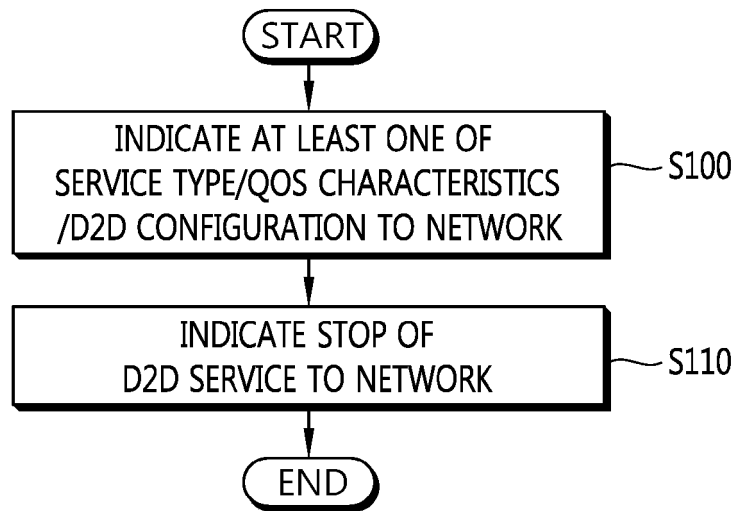 START
INDICATE AT LEAST ONE OF
SERVICE TYPE/QOS CHARACTERISTICS
/D2D CONFIGURATION TO NETWORK
S100
INDICATE STOP OF
D2D SERVICE TO NETWORK
S110
END